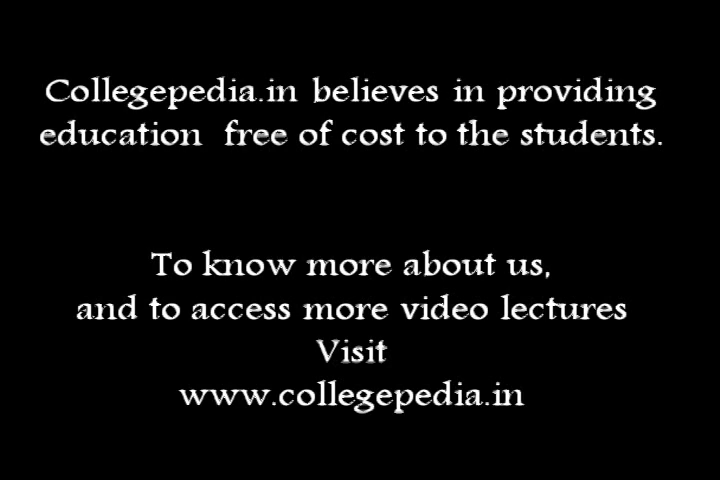 Collegepedia.in believes in providing
education free of cost to the students.
To know more about us,
and to access more video lectures
Visit
www.collegepedia.in